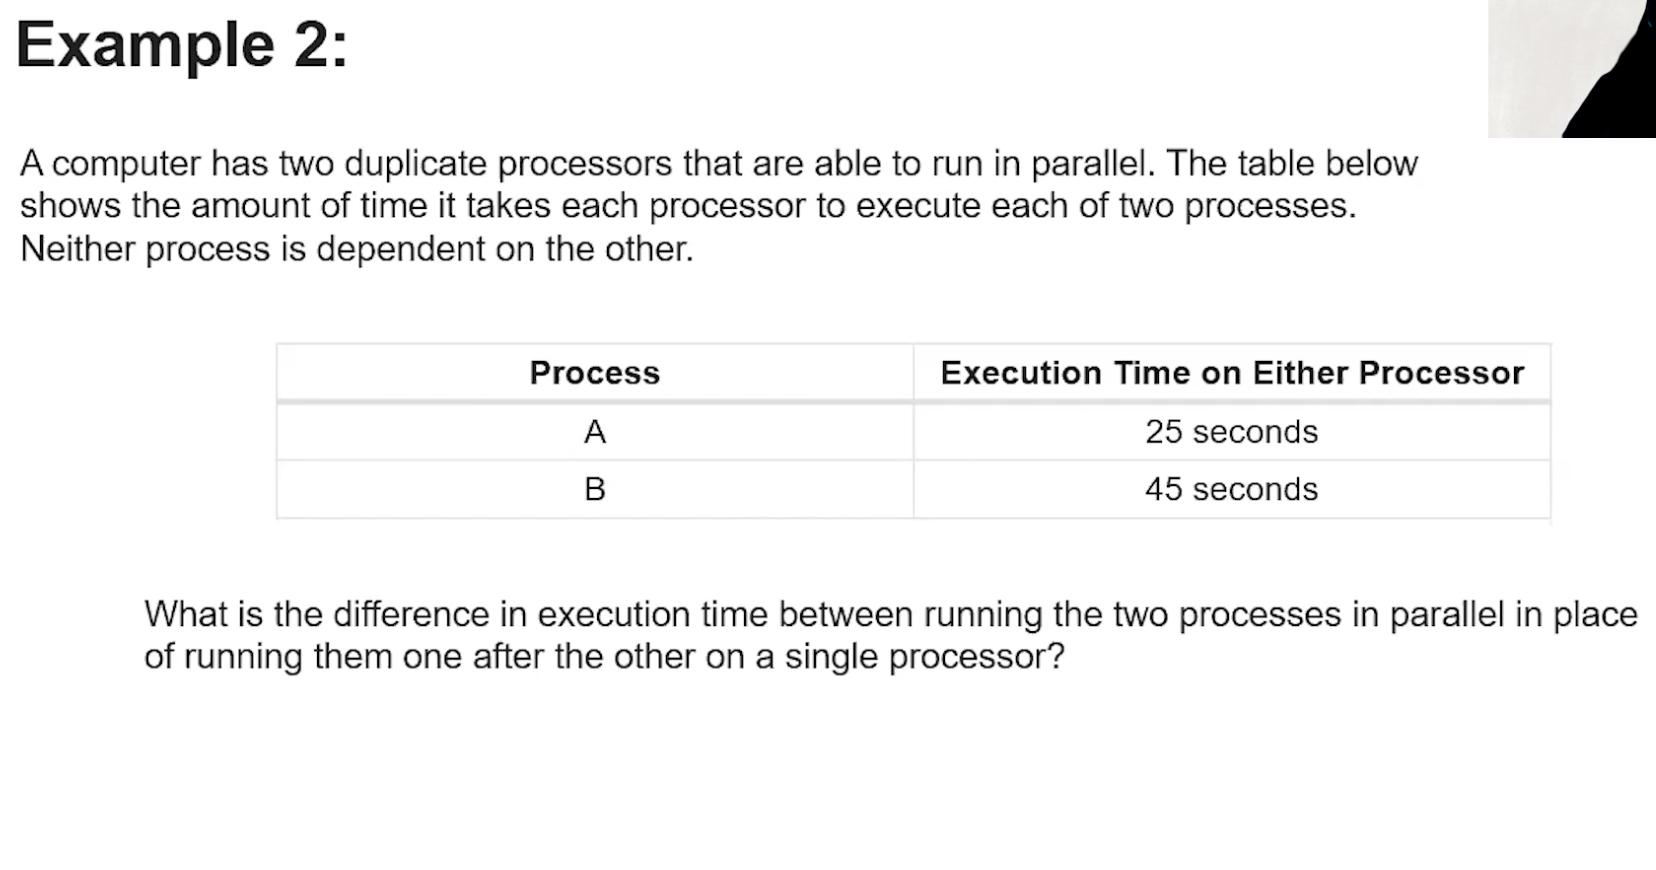 Example 2:
A computer has two duplicate processors that are able to run in parallel. The table below
shows the amount of time it takes each processor to execute each of two processes.
Neither process is dependent on the other.
Process Execution Time on Either Processor
A 25 seconds
B 45 seconds
What is the difference in execution time between running the two processes in parallel in place
of running them one after the other on a single processor?